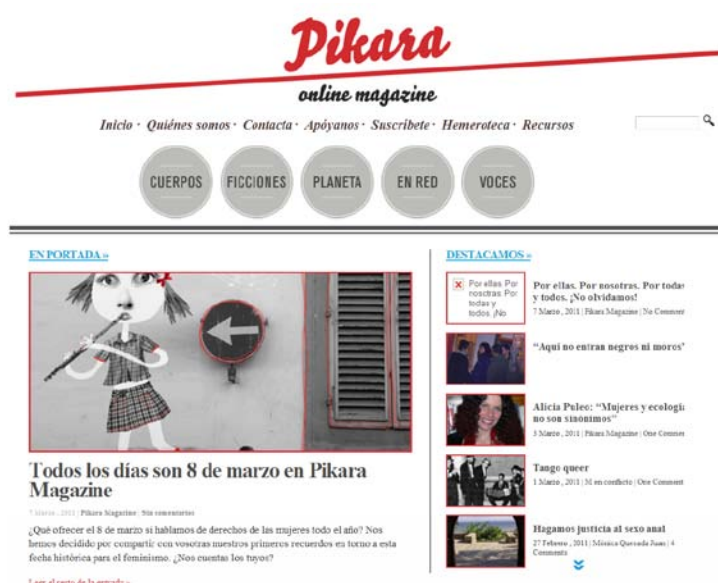 Pikara
online magazine
Inicio · Quiénes somos · Contacta · Apóyanos · Suscríbete · Hemeroteca · Recursos
CUERPOS FICCIONES PLANETA EN RED VOCES
EN PORTADA »
Todos los días son 8 de marzo en Pikara
Magazine
7 Marzo , 2011 | Pikara Magazine | Sin comentarios
¿Qué ofrecer el 8 de marzo si hablamos de derechos de las mujeres todo el año? Nos
hemos decidido por compartir con vosotras nuestros primeros recuerdos en torno a esta
fecha histórica para el feminismo. ¿Nos cuentas los tuyos?
Leer el resto de la entrada »
DESTACAMOS »
Por ellas. Por
nosotras. Por
todas y
todos. ¡No
Por ellas. Por nosotras. Por todas
y todos. ¡No olvidamos!
7 Marzo , 2011 | Pikara Magazine | No Comment
“Aquí no entran negros ni moros”
Alicia Puleo: “Mujeres y ecología
no son sinónimos”
3 Marzo , 2011 | Pikara Magazine | One Commen
Tango queer
1 Marzo , 2011 | M en conflicto | One Comment
Hagamos justicia al sexo anal
27 Febrero , 2011 | Mónica Quesada Juan | 4
Comments